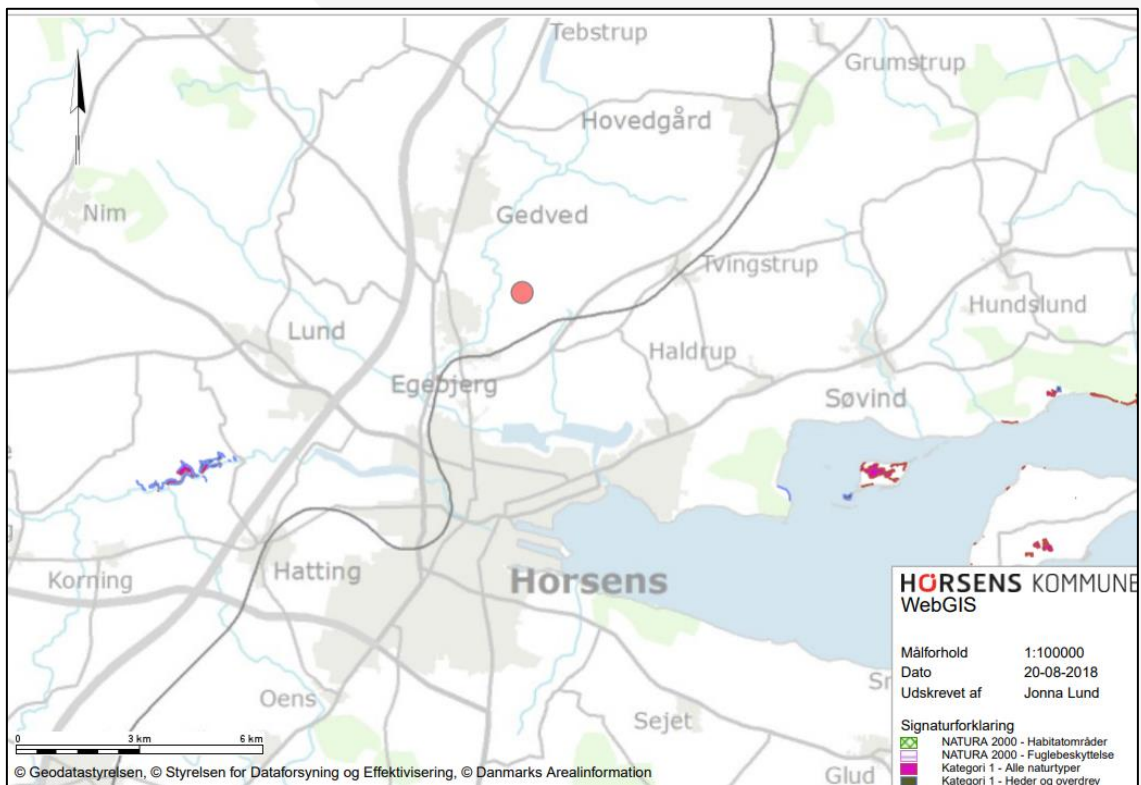 Tebstrup
Grumstrup
Hovedgård
Nim
Gedved
Tvingstrup
Hundslund
Lund
Haldrup
Egebjerg
Søvind
Korning
Hatting
Horsens
HORSENS KOMMUNE
WebGIS
Målforhold 1:100000
Dato 20-08-2018
Udskrevet af Jonna Lund
Oens
Sejet
Glud
Signaturforklaring
NATURA 2000 - Habitatområder
NATURA 2000 - Fuglebeskyttelse
Kategori 1 - Alle naturtyper
Kategori 1 - Heder og overdrev
0 3 km 6 km
© Geodatastyrelsen, © Styrelsen for Dataforsyning og Effektivisering, © Danmarks Arealinformation